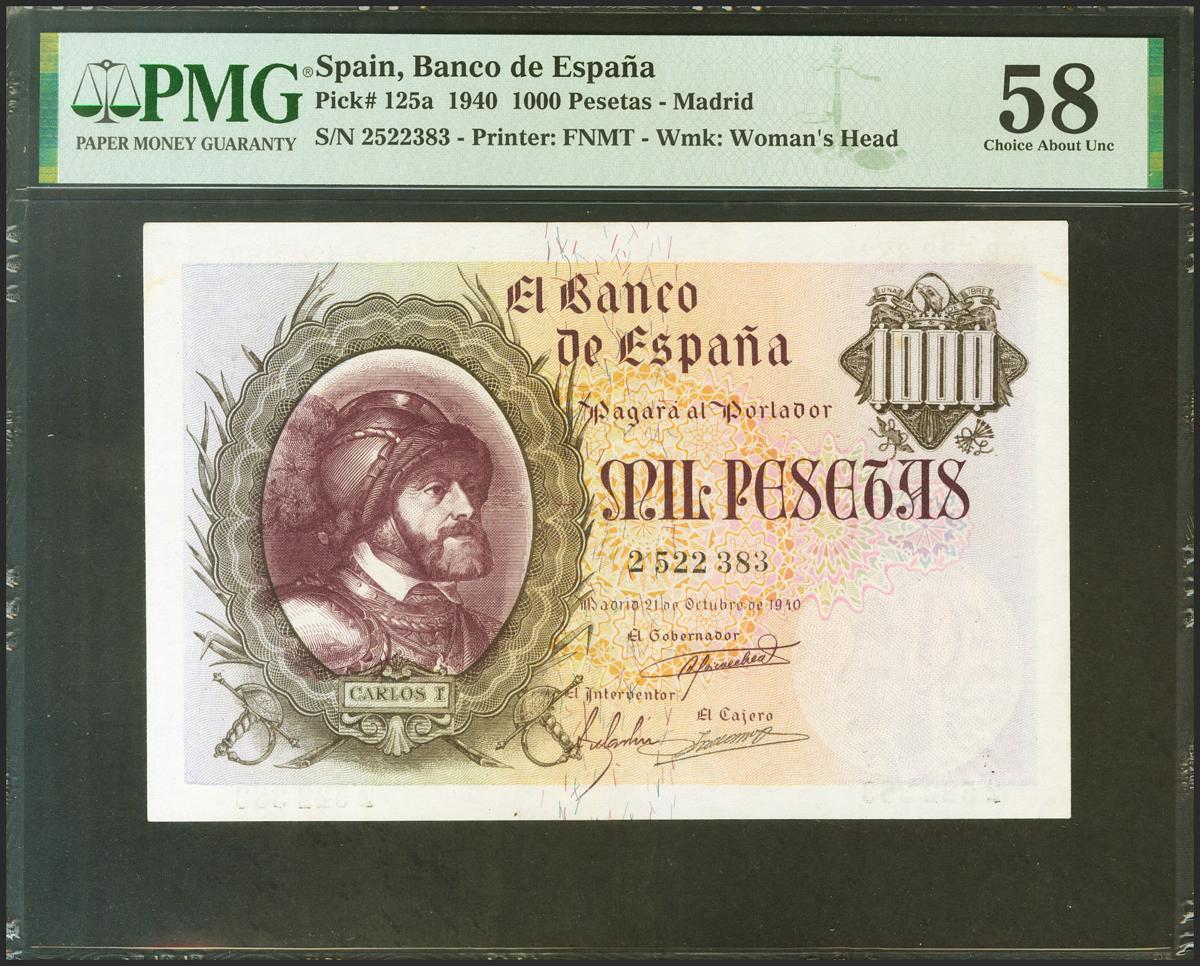 PMG®
PAPER MONEY GUARANTY
Spain, Banco de España
Pick# 125a 1940 1000 Pesetas - Madrid
S/N 2522383 - Printer: FNMT - Wmk: Woman's Head
58
Choice About Unc
El Banco
de España
UNA LIBRE
1000
Pagará al Portador
MIL PESETAS
2 522 383
Madrid 21 de Octubre de 1940
El Gobernador
El Interventor
El Cajero
CARLOS I